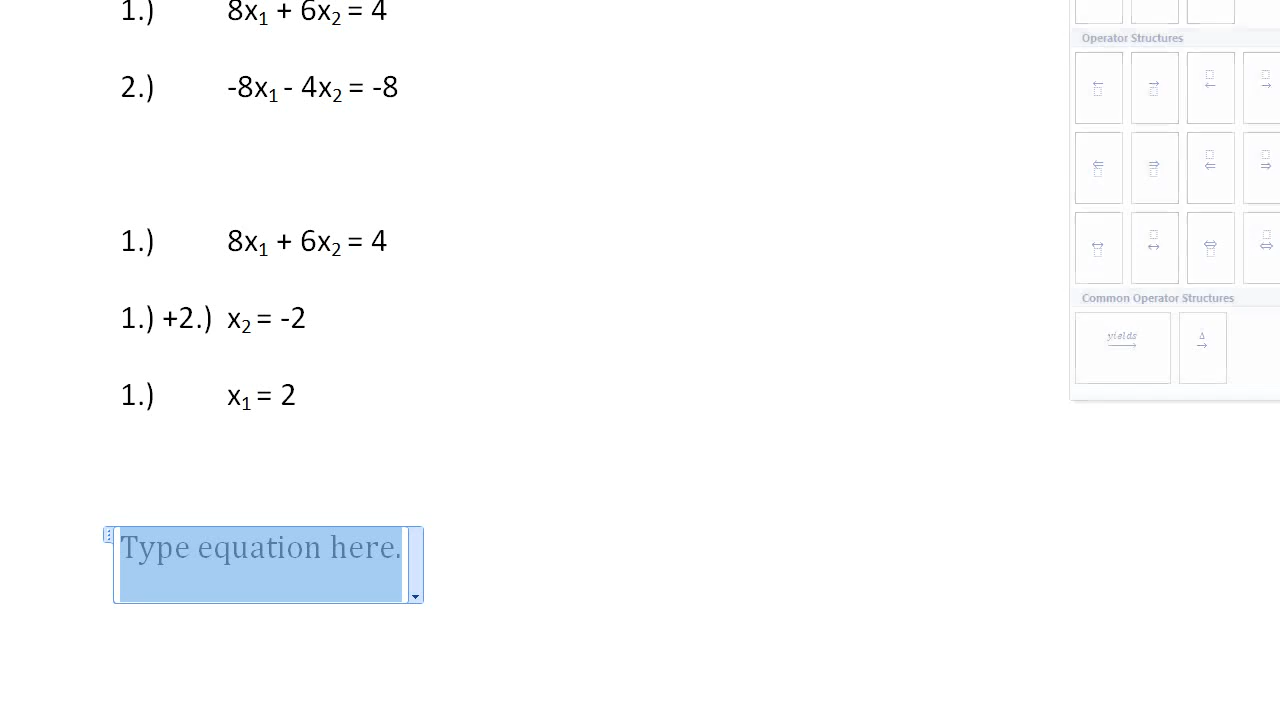 1.) 8x₁ + 6x₂ = 4
Operator Structures
2.) -8x₁ - 4x₂ = -8
1.) 8x₁ + 6x₂ = 4
1.) +2.) x₂ = -2
Common Operator Structures
yields
Δ
1.) x₁ = 2
Type equation here.